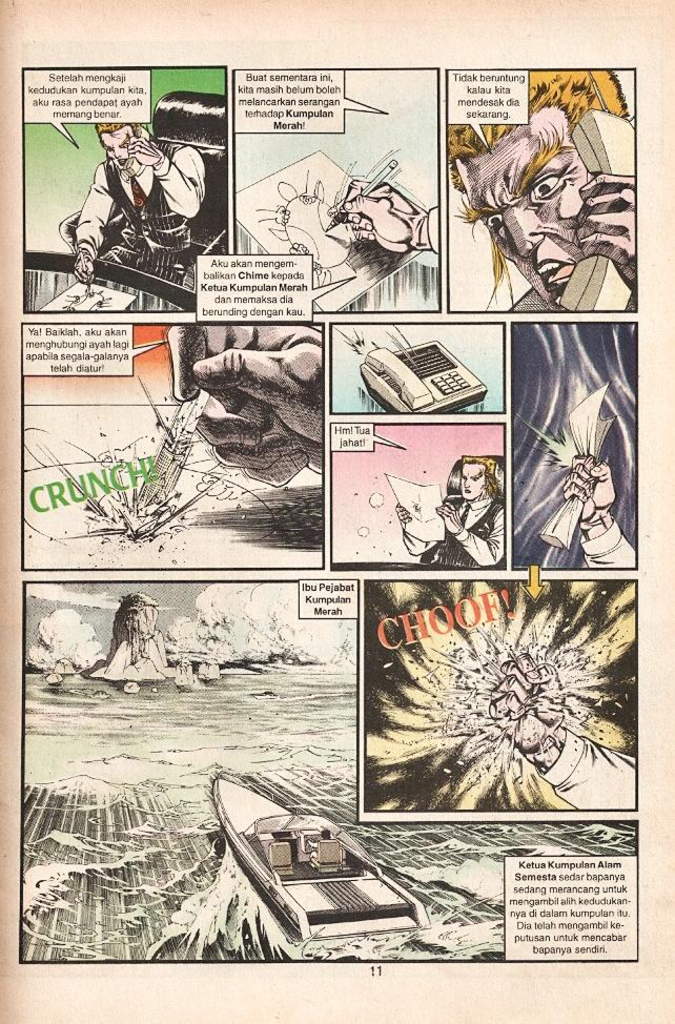 Setelah mengkaji
kedudukan kumpulan kita,
aku rasa pendapat ayah
memang benar.
Buat sementara ini,
kita masih belum boleh
melancarkan serangan
terhadap Kumpulan
Merah!
Tidak beruntung
kalau kita
mendesak dia
sekarang.
Aku akan mengem-
balikan Chime kepada
Ketua Kumpulan Merah
dan memaksa dia
berunding dengan kau.
Ya! Baiklah, aku akan
menghubungi ayah lagi
apabila segala-galanya
telah diatur!
CRUNCH!
Hm! Tua
jahat!
CHOOF!
Ibu Pejabat
Kumpulan
Merah
Ketua Kumpulan Alam
Semesta sedar bapanya
sedang merancang untuk
mengambil alih kedudukan-
nya di dalam kumpulan itu.
Dia telah mengambil ke-
putusan untuk mencabar
bapanya sendiri.
11